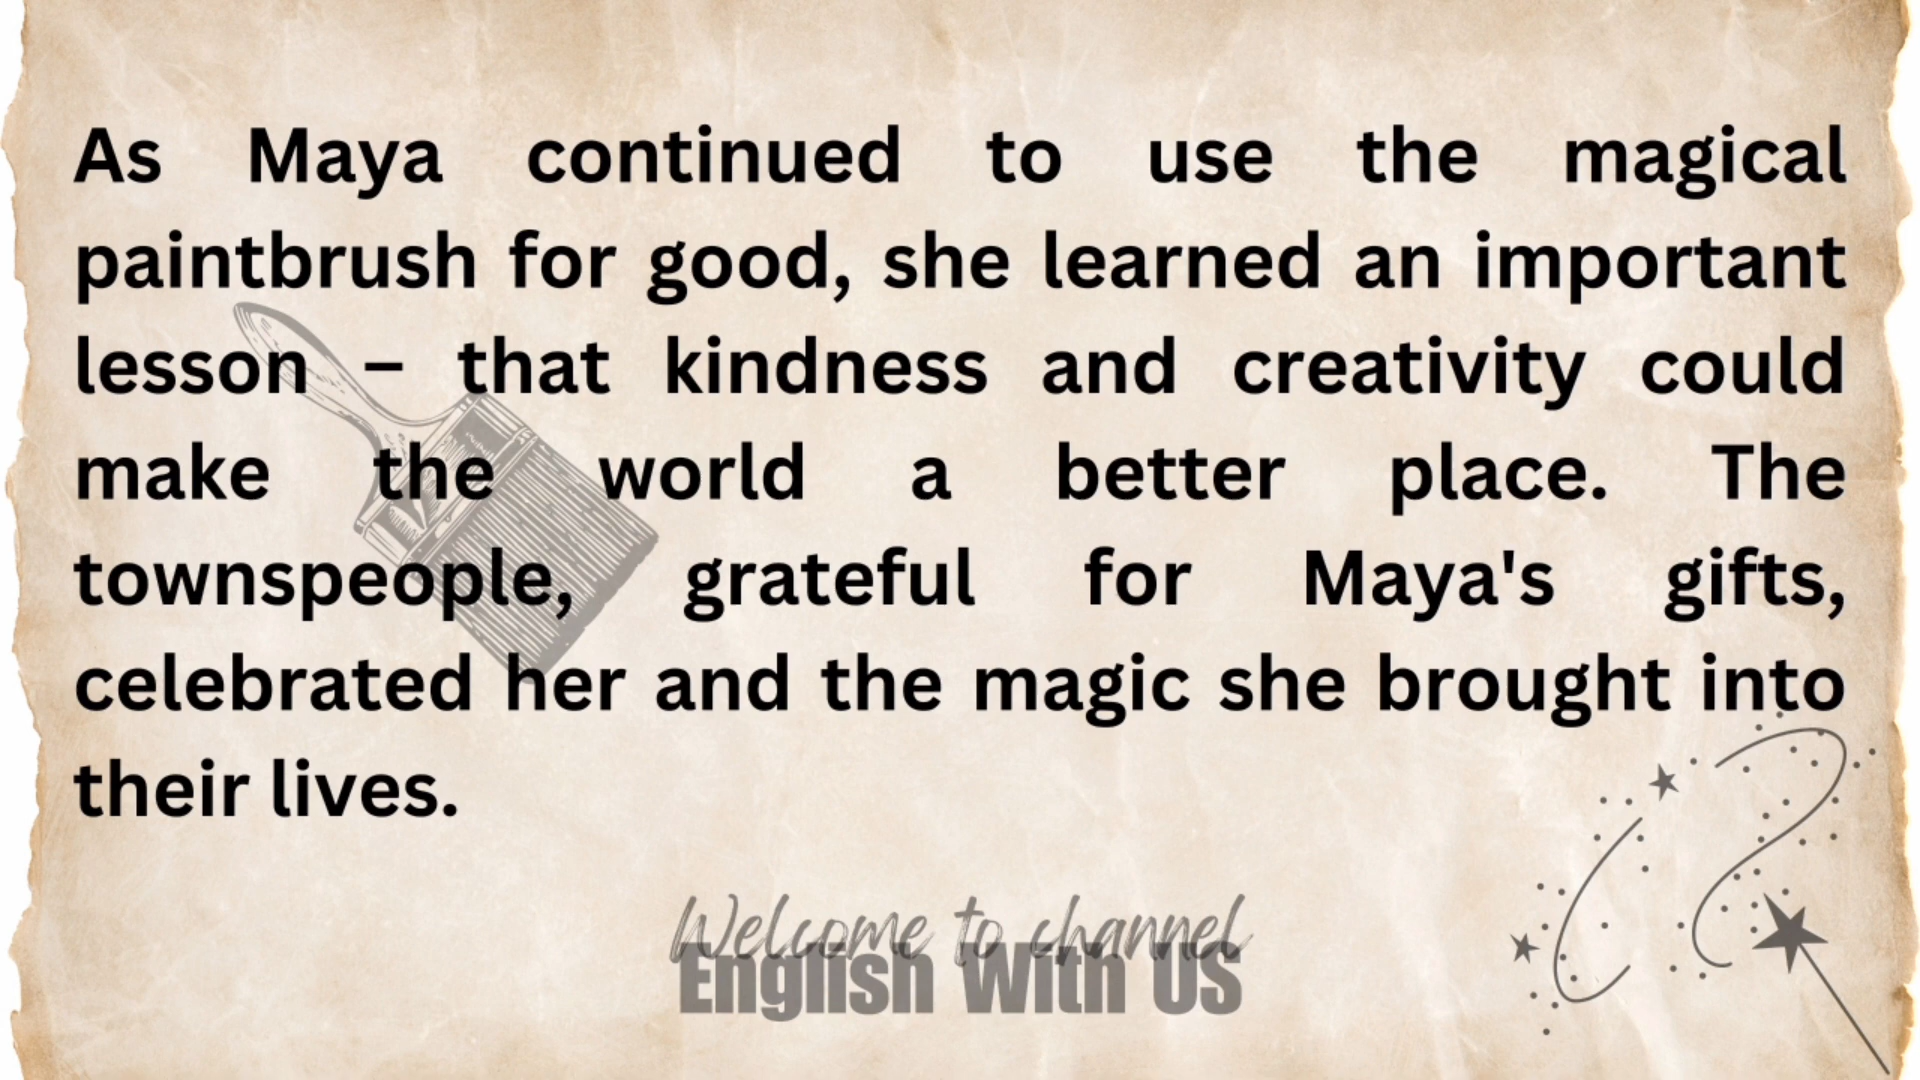 As Maya continued to use the magical
paintbrush for good, she learned an important
lesson – that kindness and creativity could
make the world a better place. The
townspeople, grateful for Maya's gifts,
celebrated her and the magic she brought into
their lives.
Welcome to channel
English With US